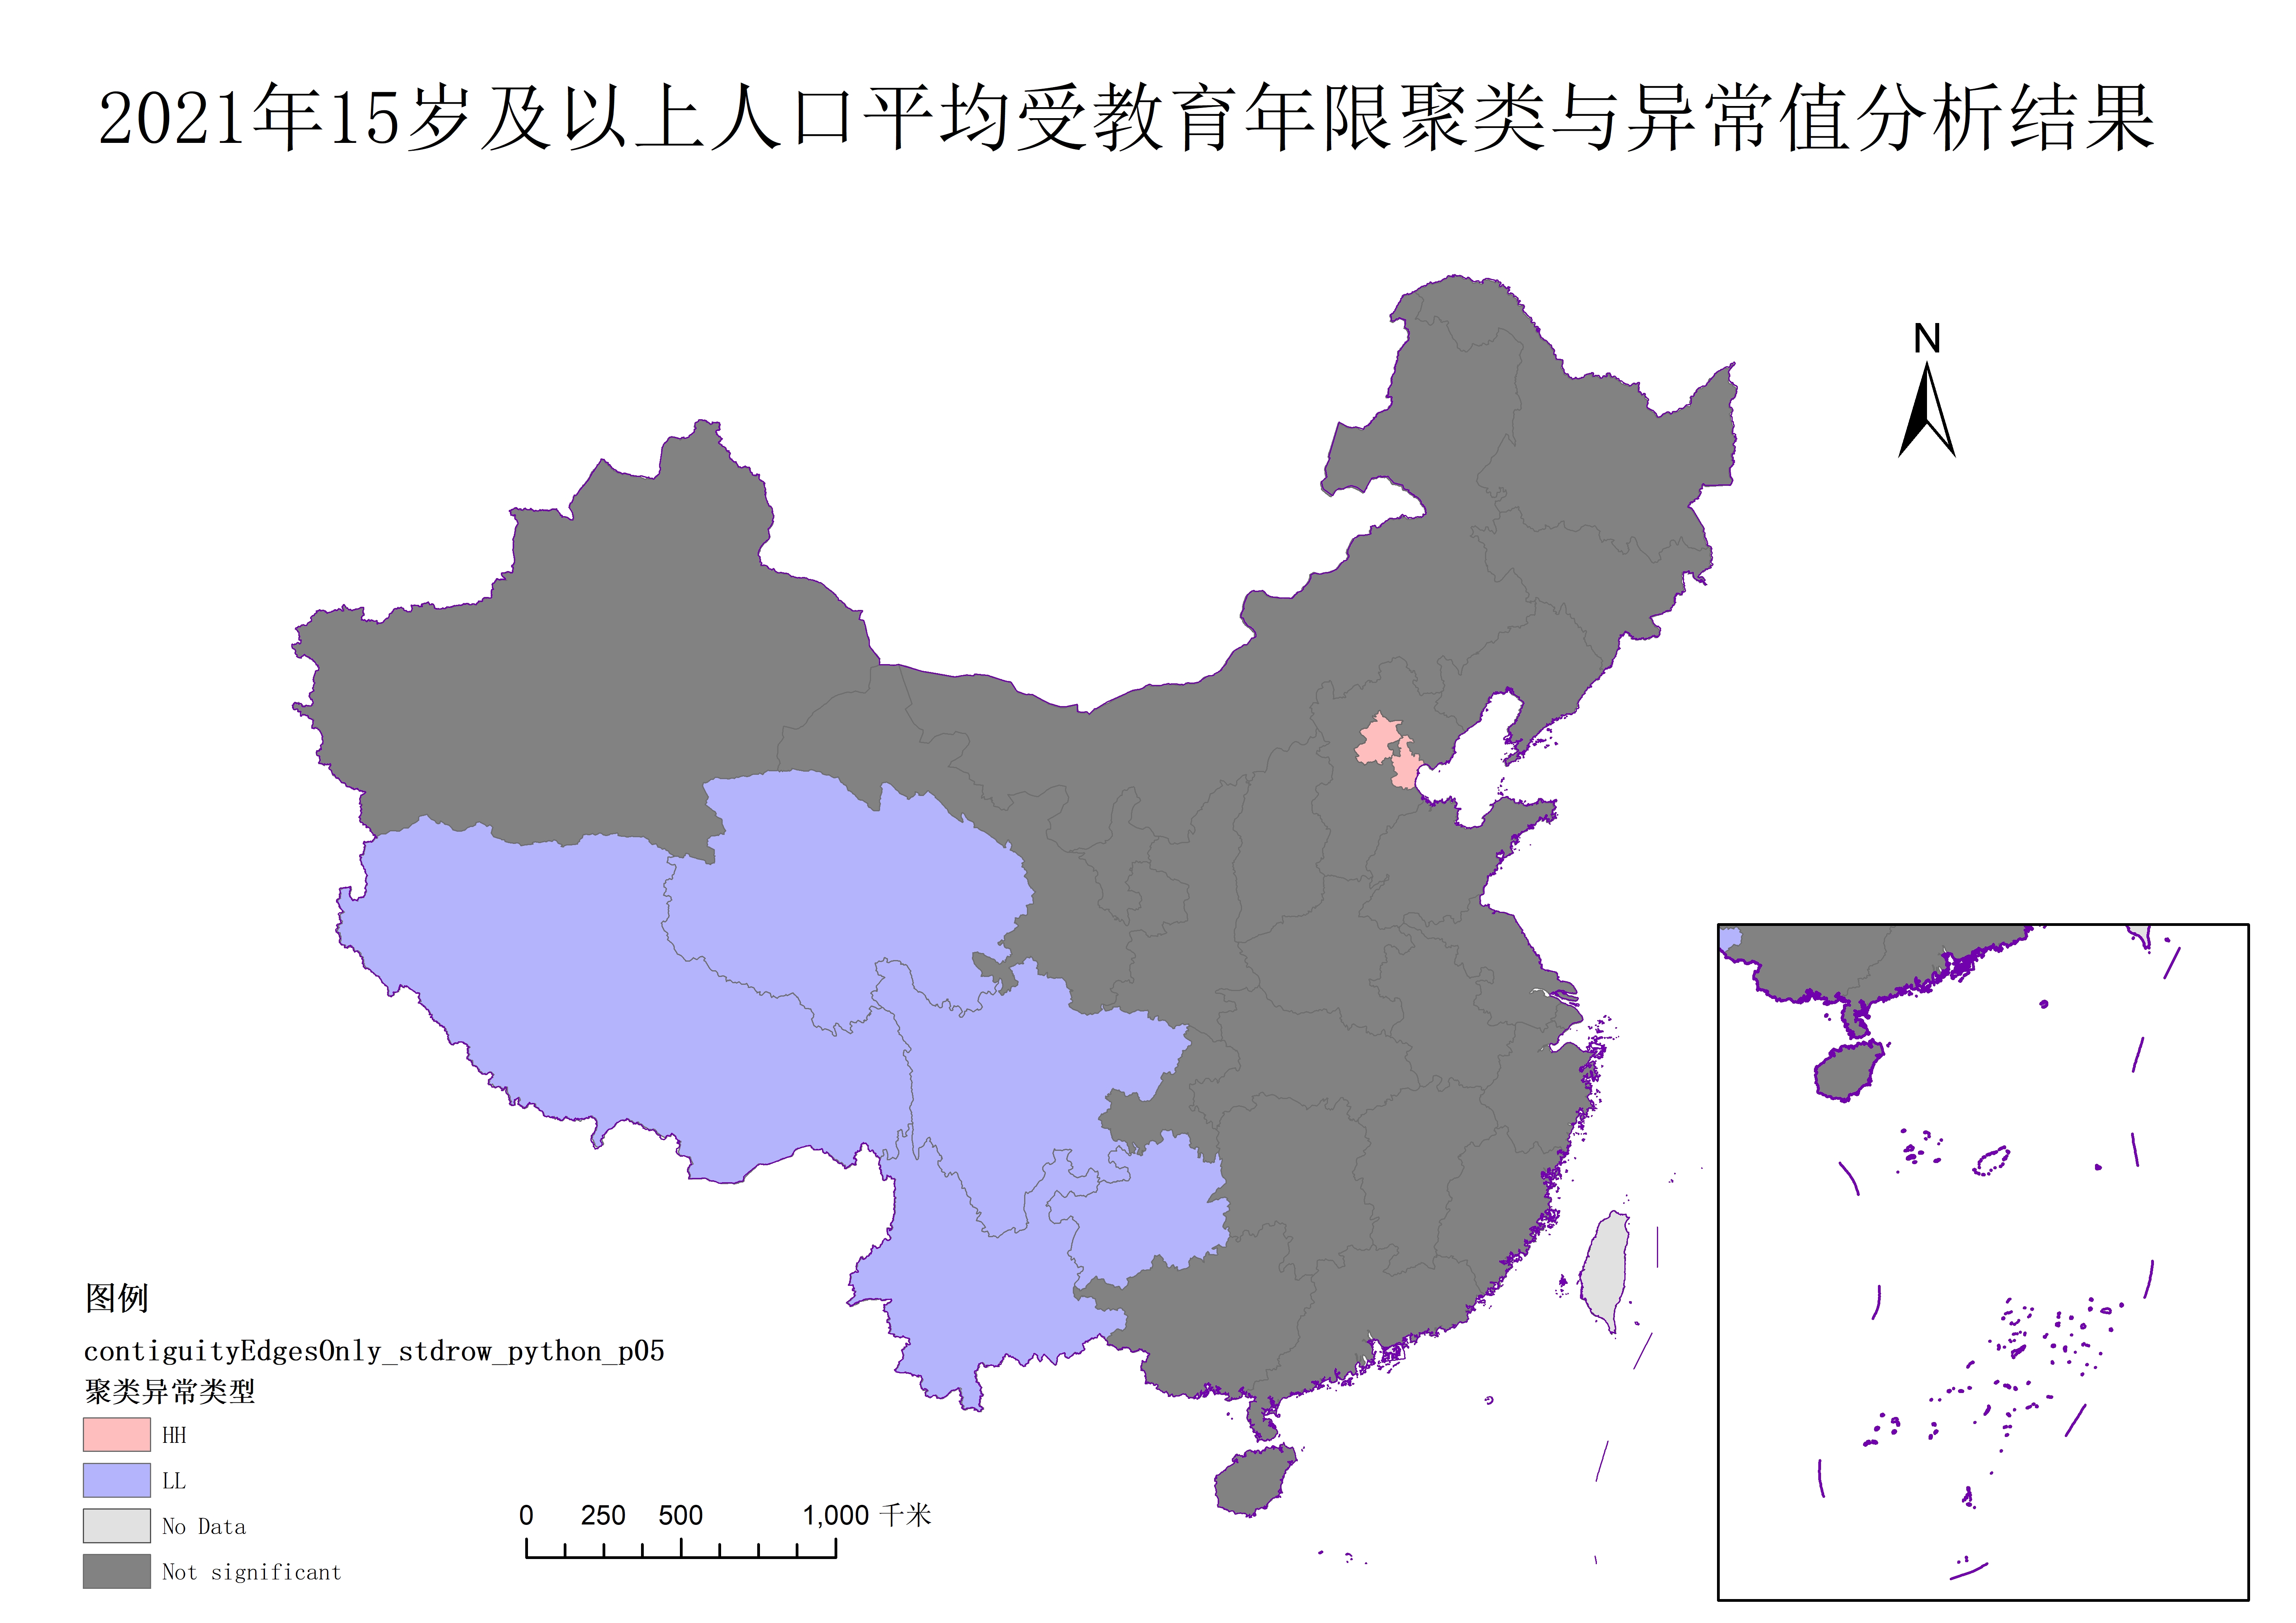 2021年15岁及以上人口平均受教育年限聚类与异常值分析结果
N
图例
contiguityEdgesOnly_stdrow_python_p05
聚类异常类型
HH
LL
No Data
Not significant
0 250 500 1,000 千米